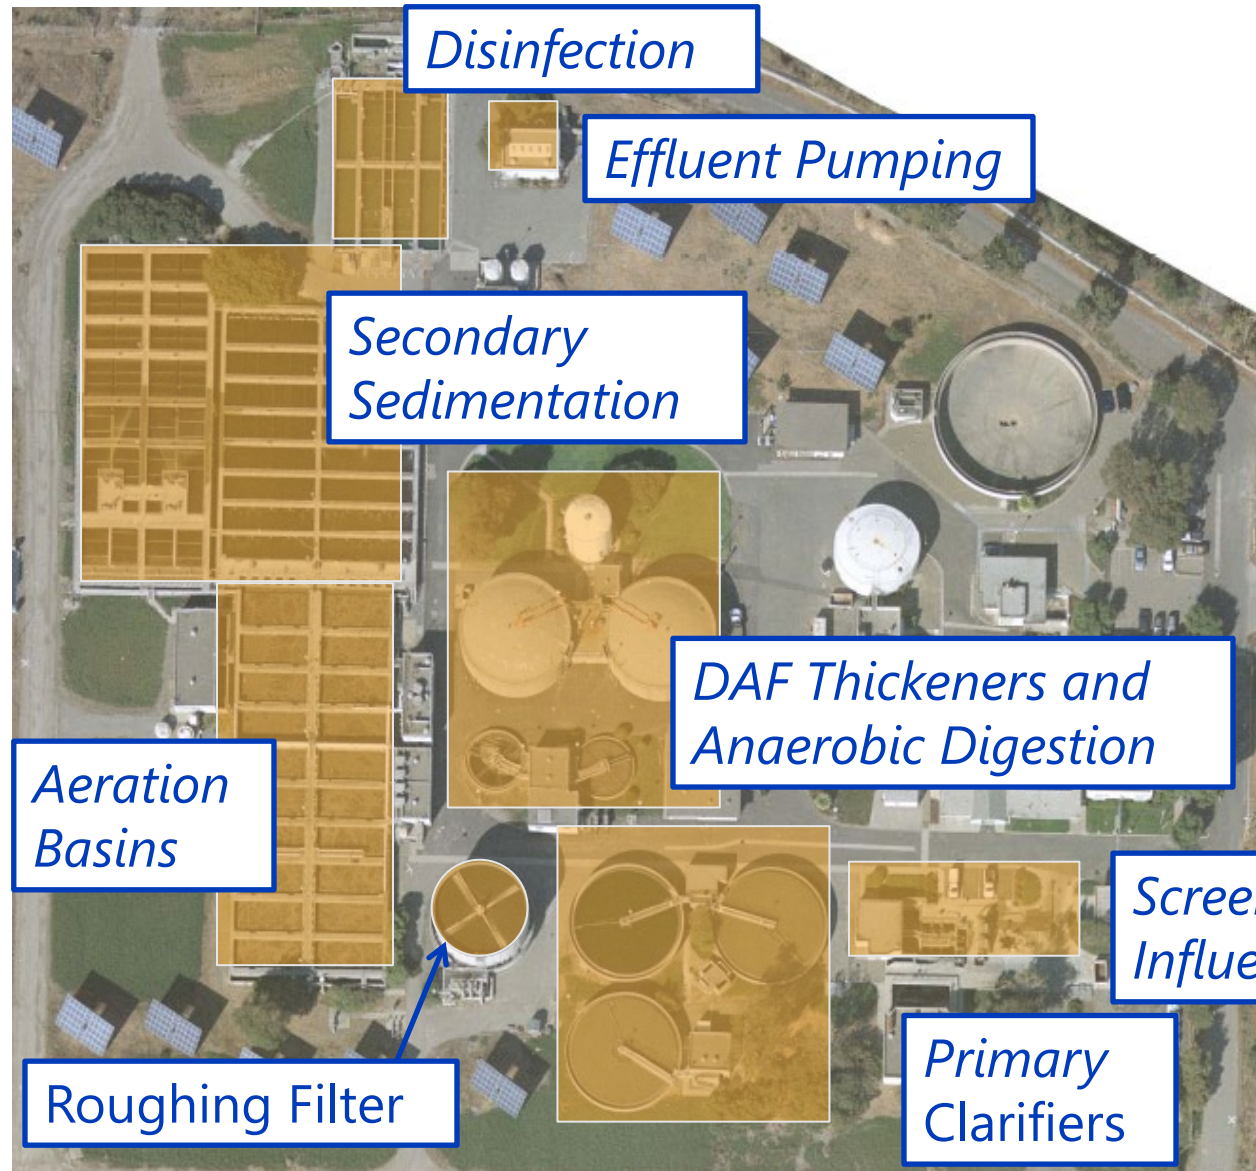 Disinfection
Effluent Pumping
Secondary
Sedimentation
DAF Thickeners and
Anaerobic Digestion
Aeration
Basins
Roughing Filter
Primary
Clarifiers